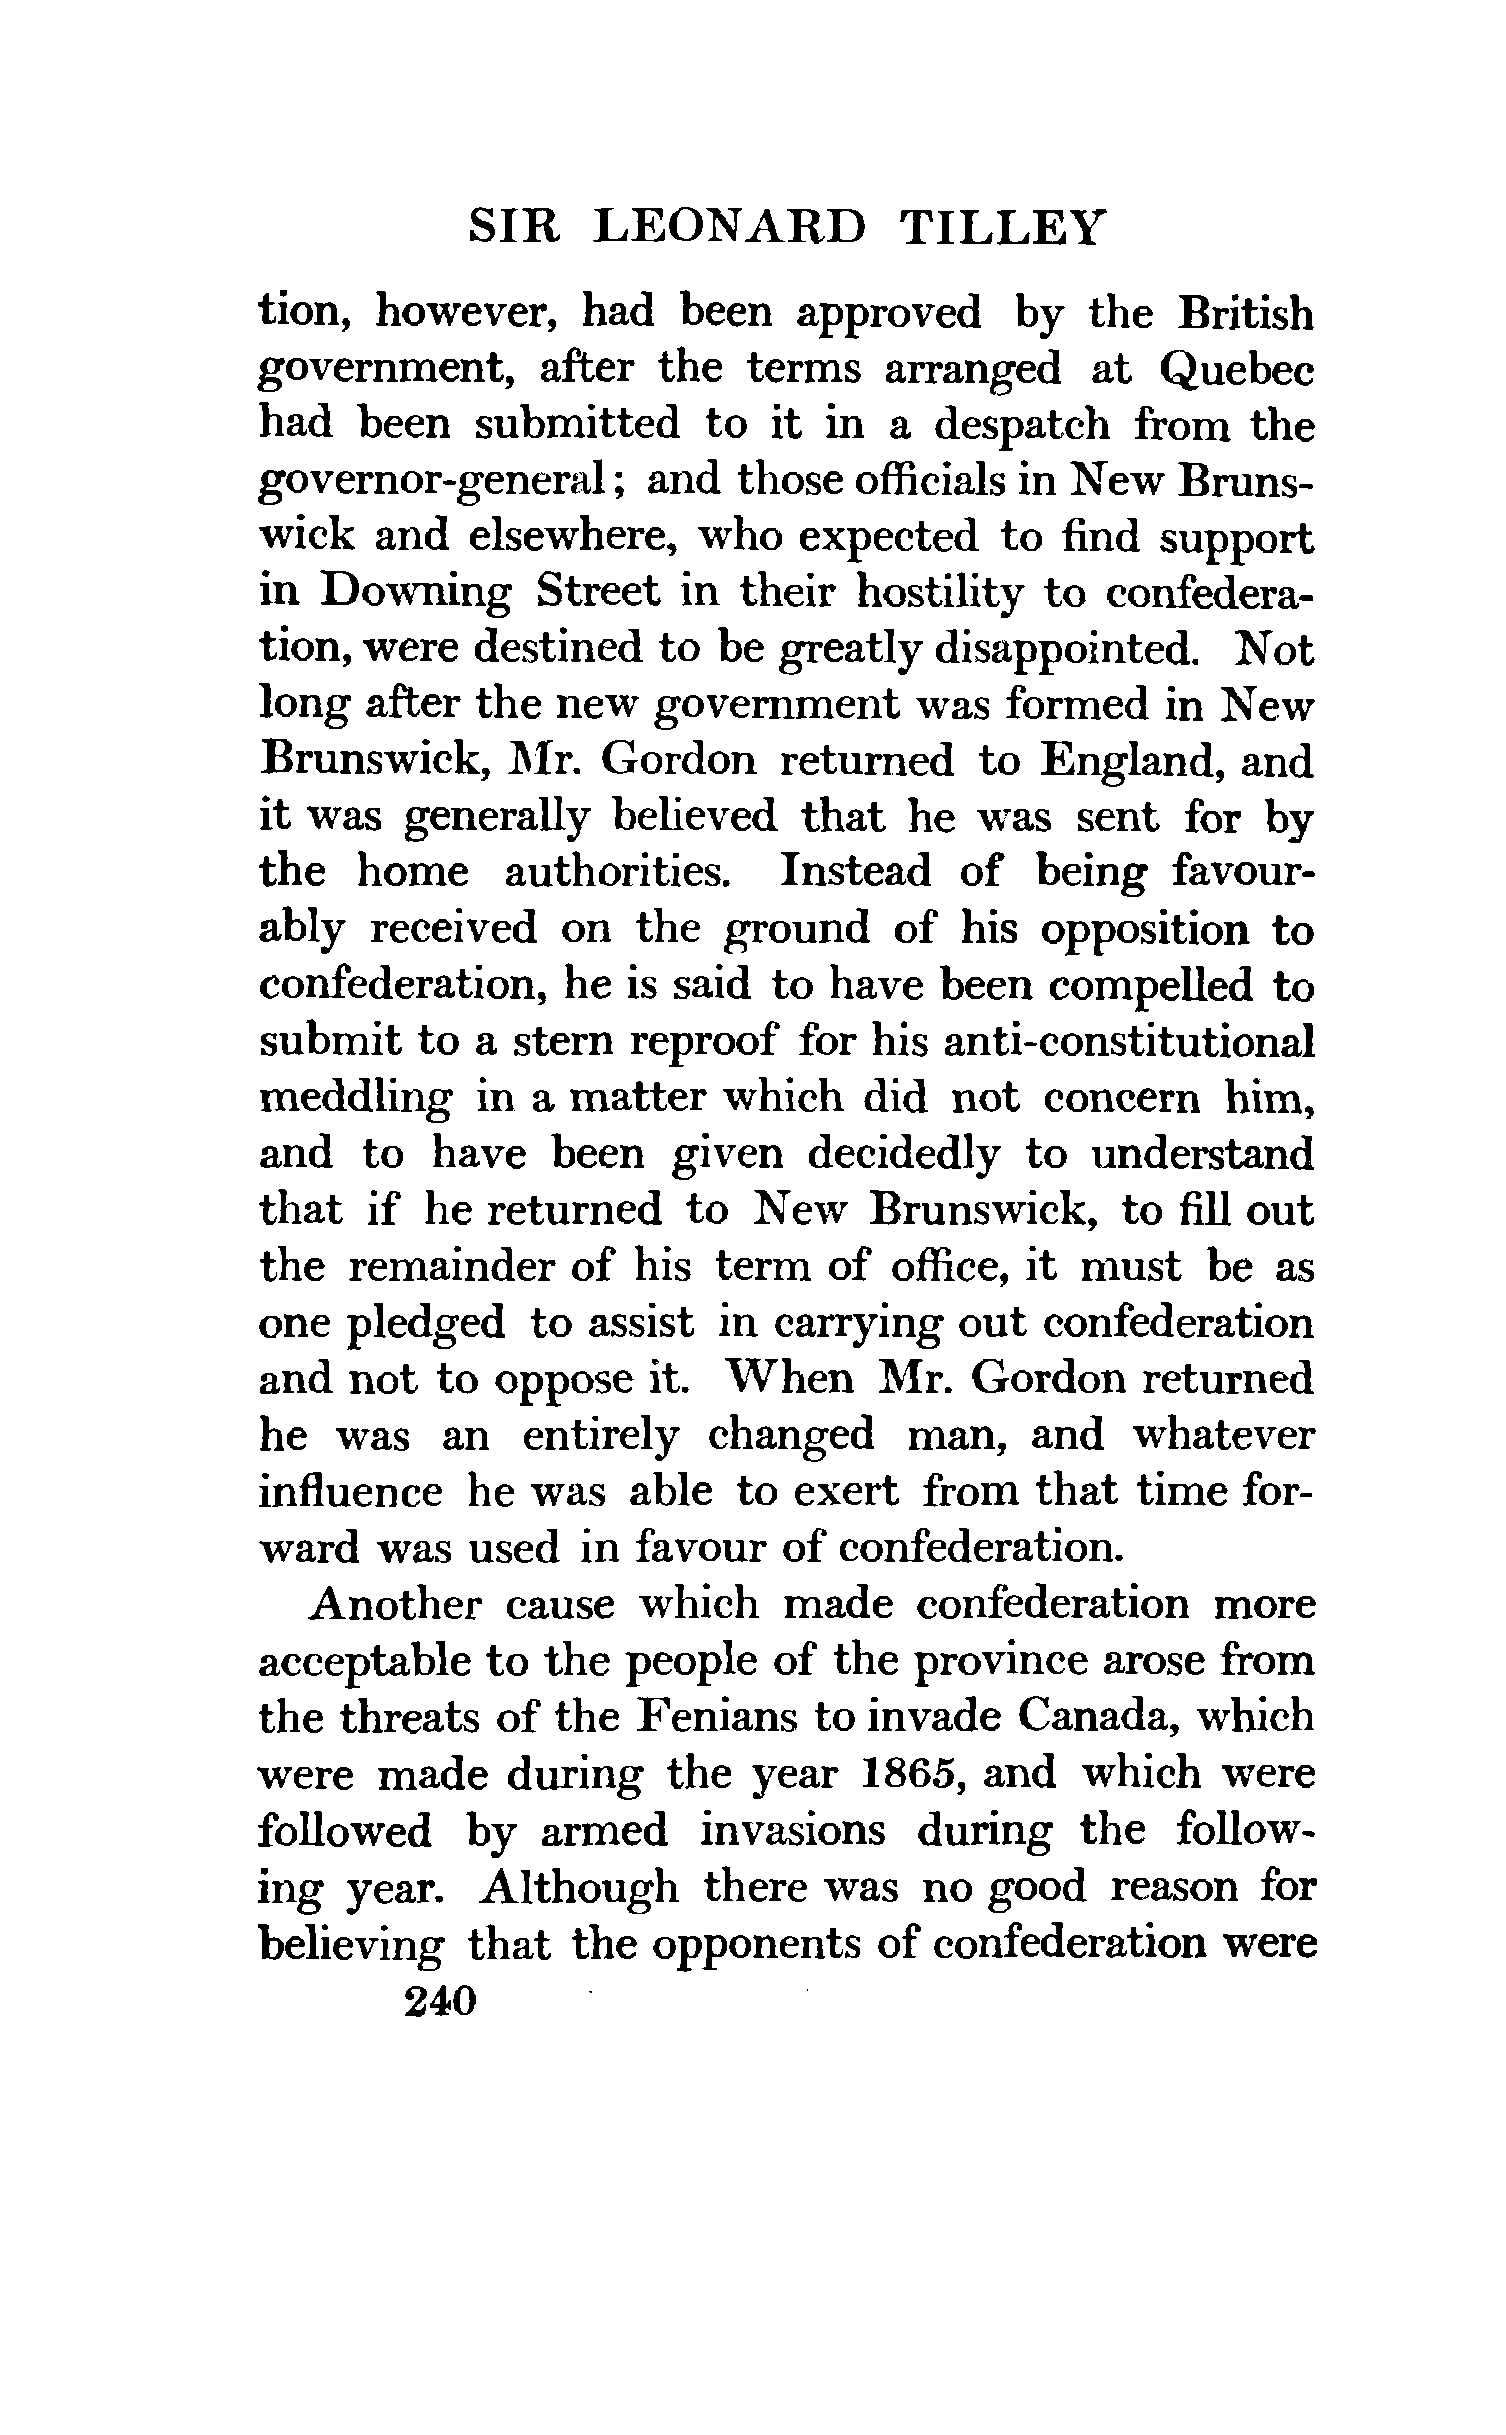 SIR LEONARD TILLEY
tion, however, had been approved by the British
government, after the terms arranged at Quebec
had been submitted to it in a despatch from the
governor-general; and those officials in New Bruns-
wick and elsewhere, who expected to find support
in Downing Street in their hostility to confedera-
tion, were destined to be greatly disappointed. Not
long after the new government was formed in New
Brunswick, Mr. Gordon returned to England, and
it was generally believed that he was sent for by
the home authorities. Instead of being favour-
ably received on the ground of his opposition to
confederation, he is said to have been compelled to
submit to a stern reproof for his anti-constitutional
meddling in a matter which did not concern him,
and to have been given decidedly to understand
that if he returned to New Brunswick, to fill out
the remainder of his term of office, it must be as
one pledged to assist in carrying out confederation
and not to oppose it. When Mr. Gordon returned
he was an entirely changed man, and whatever
influence he was able to exert from that time for-
ward was used in favour of confederation.
Another cause which made confederation more
acceptable to the people of the province arose from
the threats of the Fenians to invade Canada, which
were made during the year 1865, and which were
followed by armed invasions during the follow-
ing year. Although there was no good reason for
believing that the opponents of confederation were
240